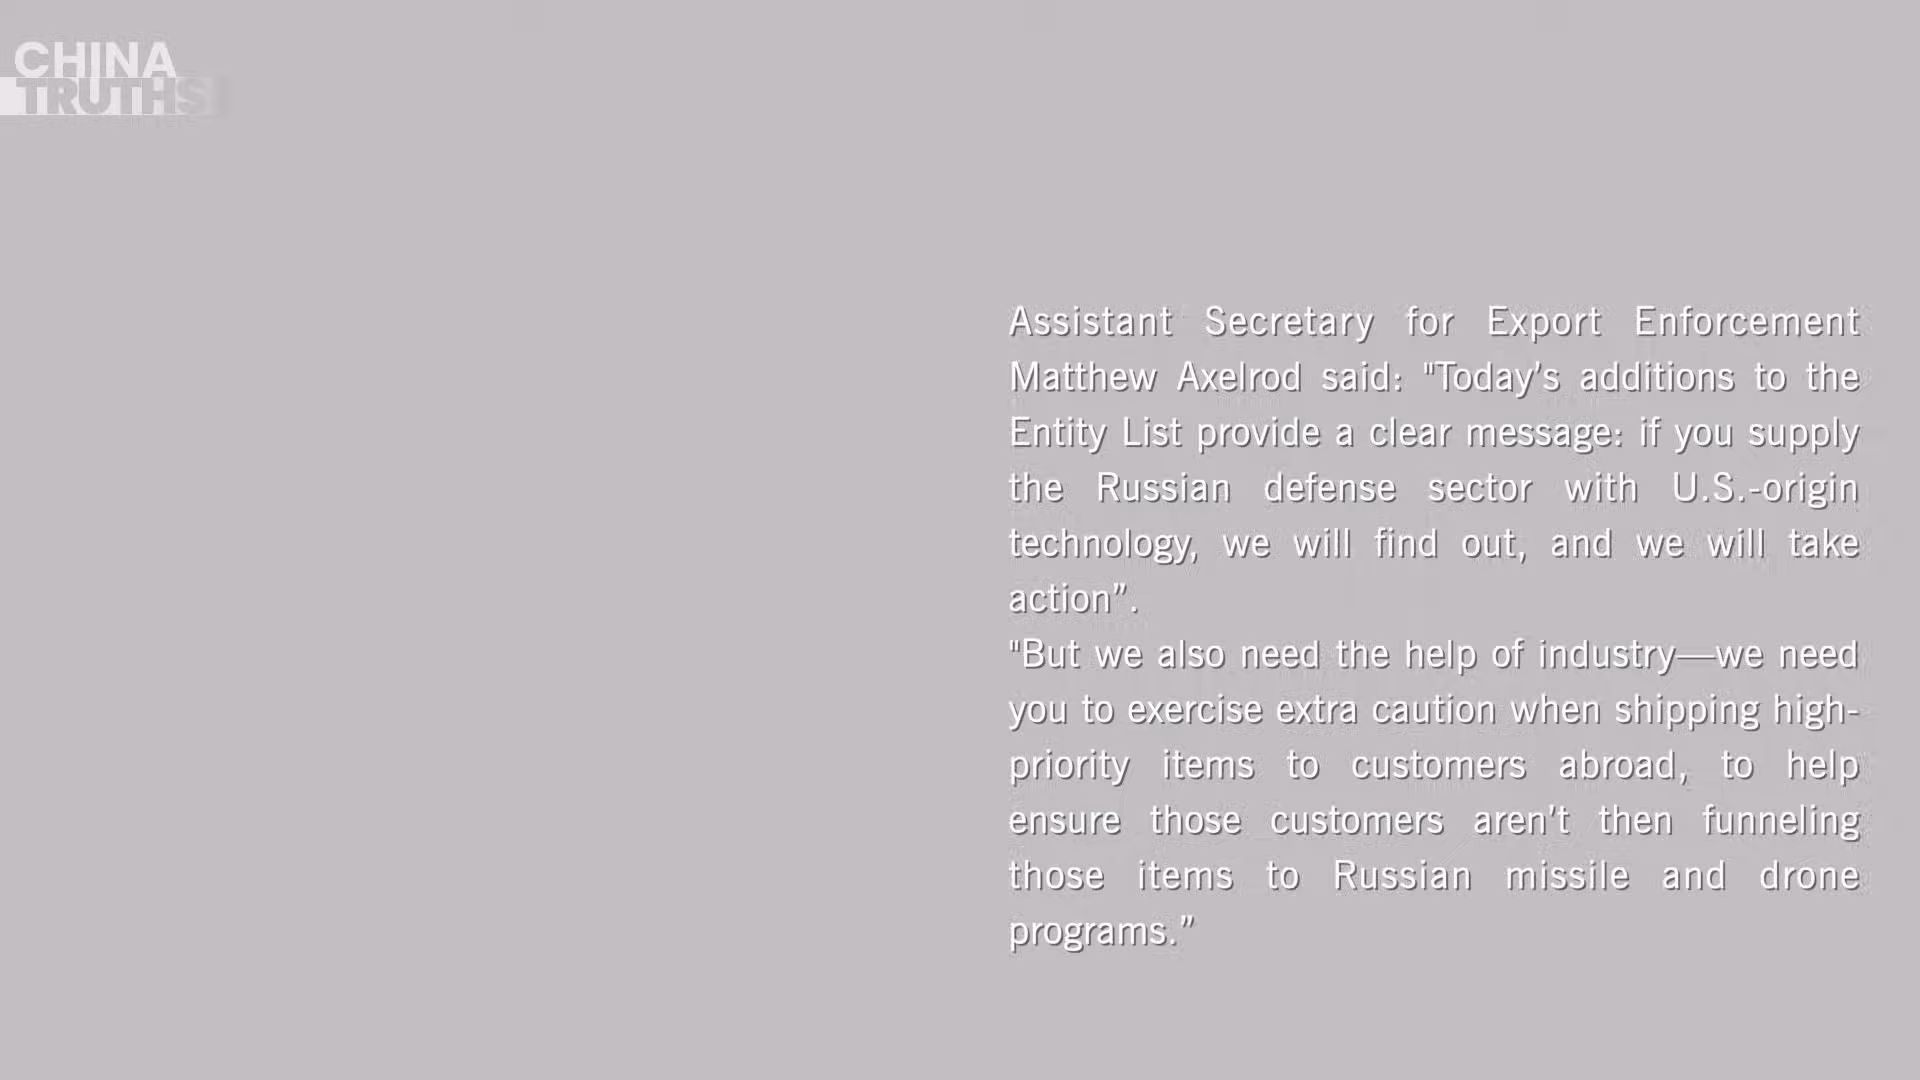 CHINA
TRUTHS
Assistant Secretary for Export Enforcement
Matthew Axelrod said: "Today’s additions to the
Entity List provide a clear message: if you supply
the Russian defense sector with U.S.-origin
technology, we will find out, and we will take
action”.
"But we also need the help of industry—we need
you to exercise extra caution when shipping high-
priority items to customers abroad, to help
ensure those customers aren’t then funneling
those items to Russian missile and drone
programs.”